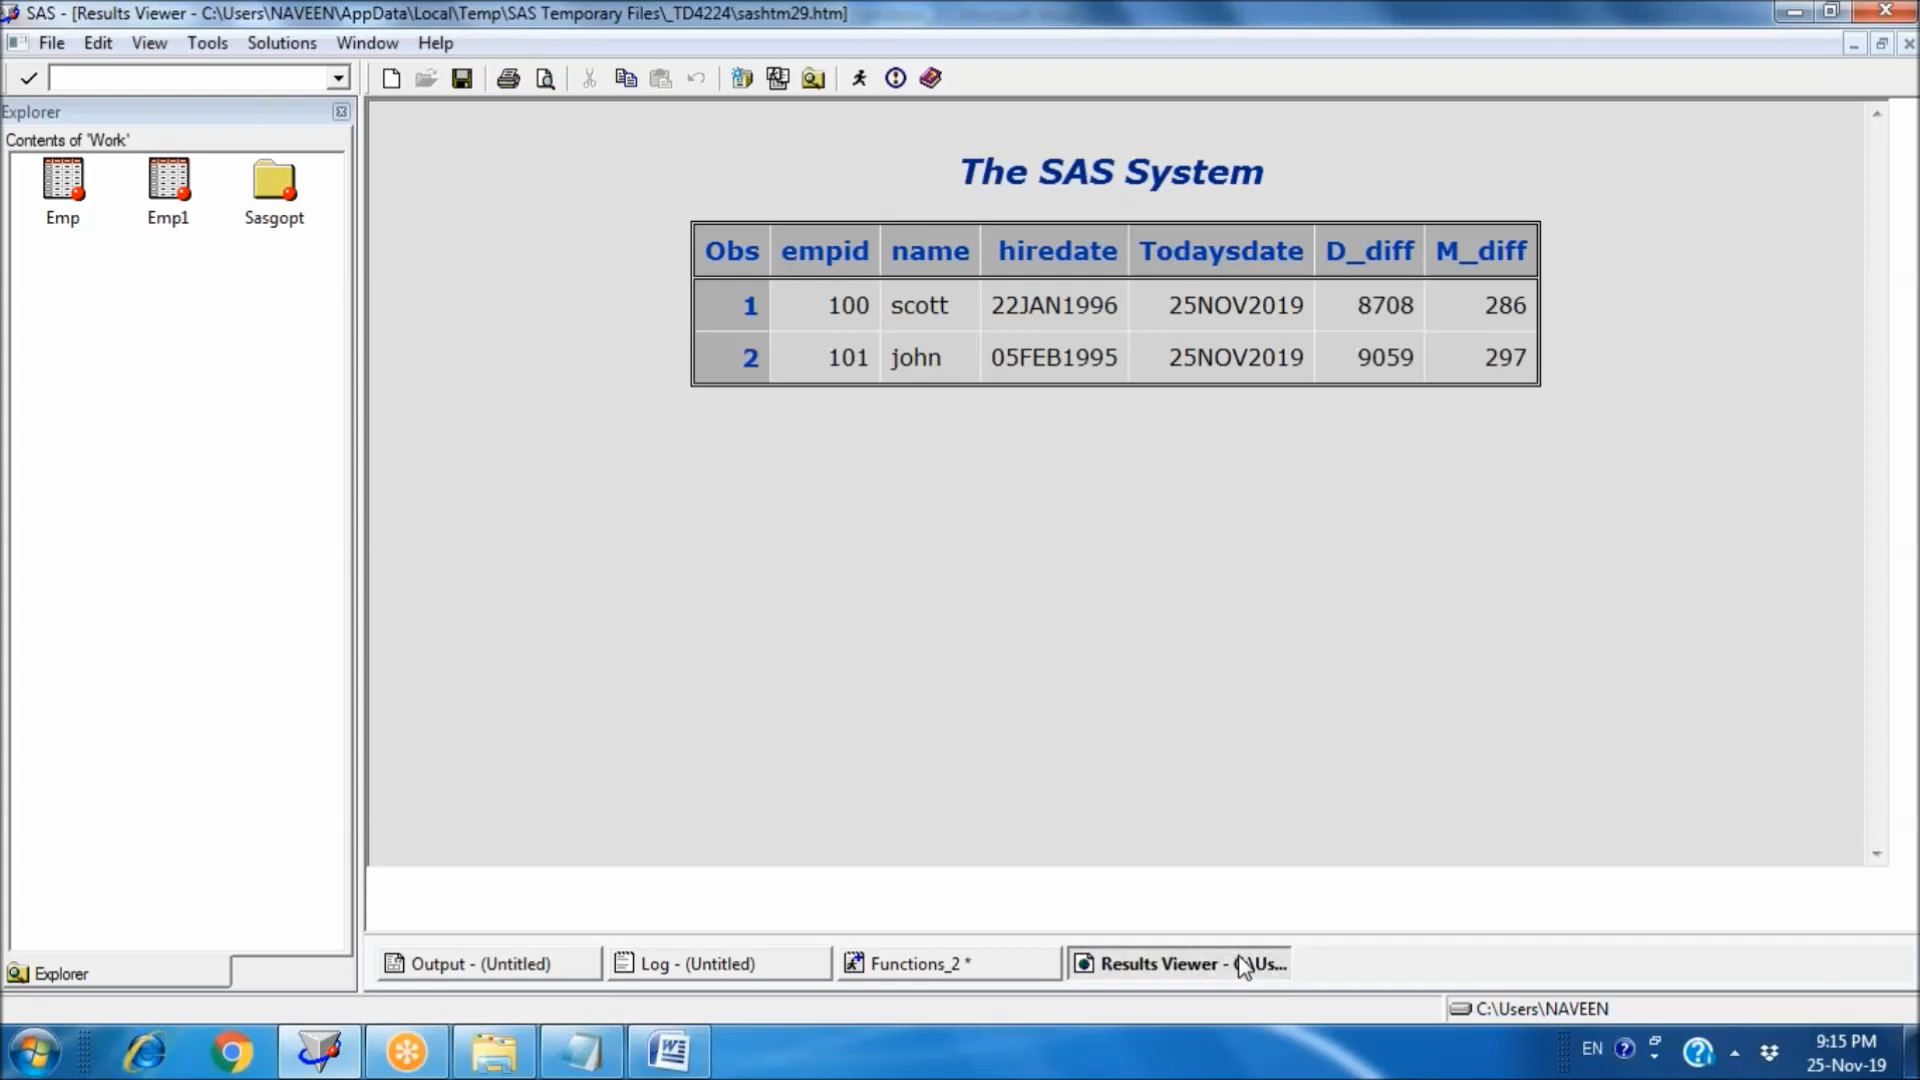 SAS - [Results Viewer - C:\Users\NAVEEN\AppData\Local\Temp\SAS Temporary Files\_TD4224\sashtm29.htm]
File Edit View Tools Solutions Window Help
Explorer
Contents of 'Work'
Emp Emp1 Sasgopt
The SAS System
Obs empid name hiredate Todaysdate D_diff M_diff
1 100 scott 22JAN1996 25NOV2019 8708 286
2 101 john 05FEB1995 25NOV2019 9059 297
Explorer
Output - (Untitled) Log - (Untitled) Functions_2 * Results Viewer - C:\Us...
C:\Users\NAVEEN
EN 9:15 PM
25-Nov-19